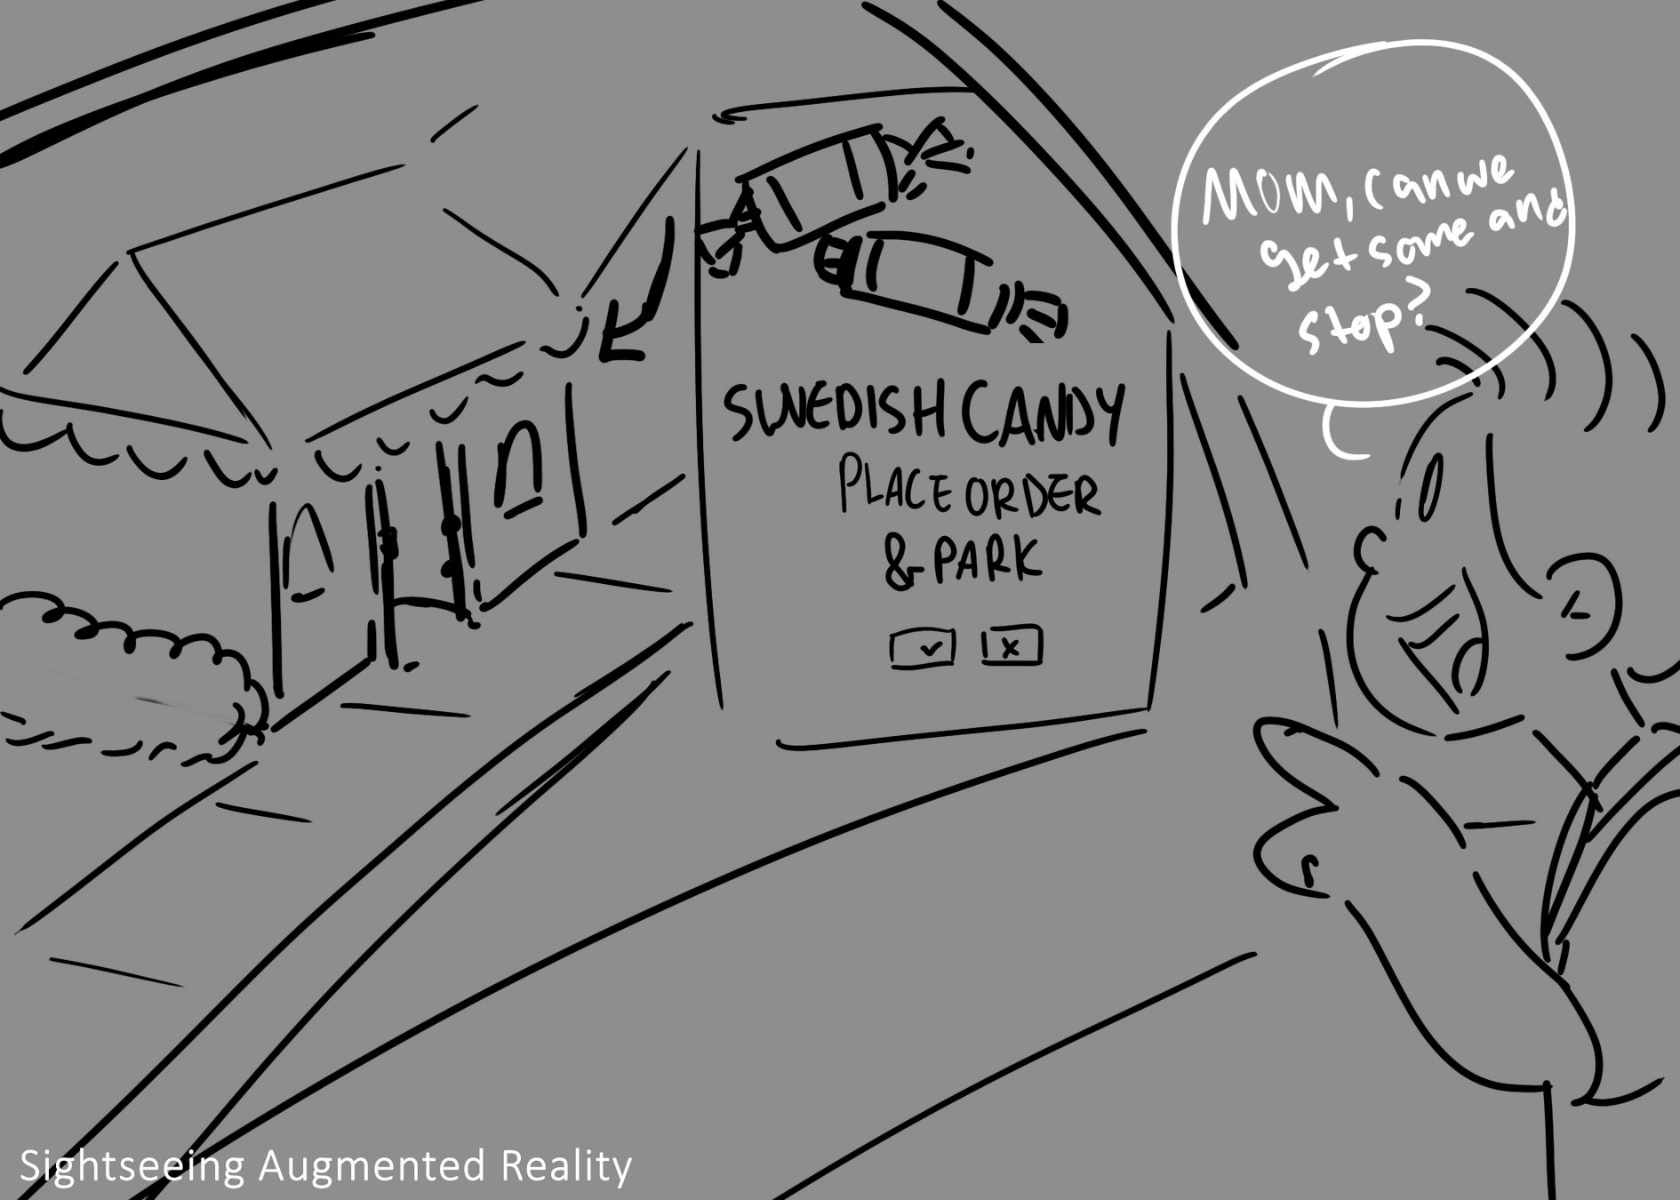 Mom, can we
get some and
stop?
SWEDISH CANDY
PLACE ORDER
& PARK
x
Sightseeing Augmented Reality